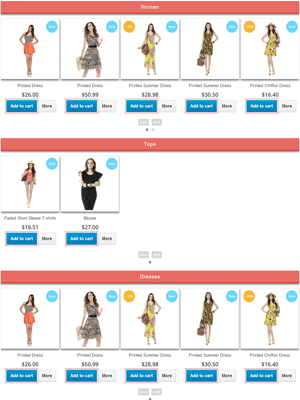 Women
New
New
-5%
New
-20%
Printed Dress
Printed Dress
Printed Summer Dress
Printed Summer Dress
Printed Chiffon Dress
$26.00
$50.99
$28.98
$30.50
$16.40
Add to cart More
Add to cart More
Add to cart More
Add to cart More
Add to cart More
Tops
New
New
Faded Short Sleeve T-shirts
Blouse
$16.51
$27.00
Add to cart More
Add to cart More
Dresses
New
New
-5%
New
-20%
Printed Dress
Printed Dress
Printed Summer Dress
Printed Summer Dress
Printed Chiffon Dress
$26.00
$50.99
$28.98
$30.50
$16.40
Add to cart More
Add to cart More
Add to cart More
Add to cart More
Add to cart More